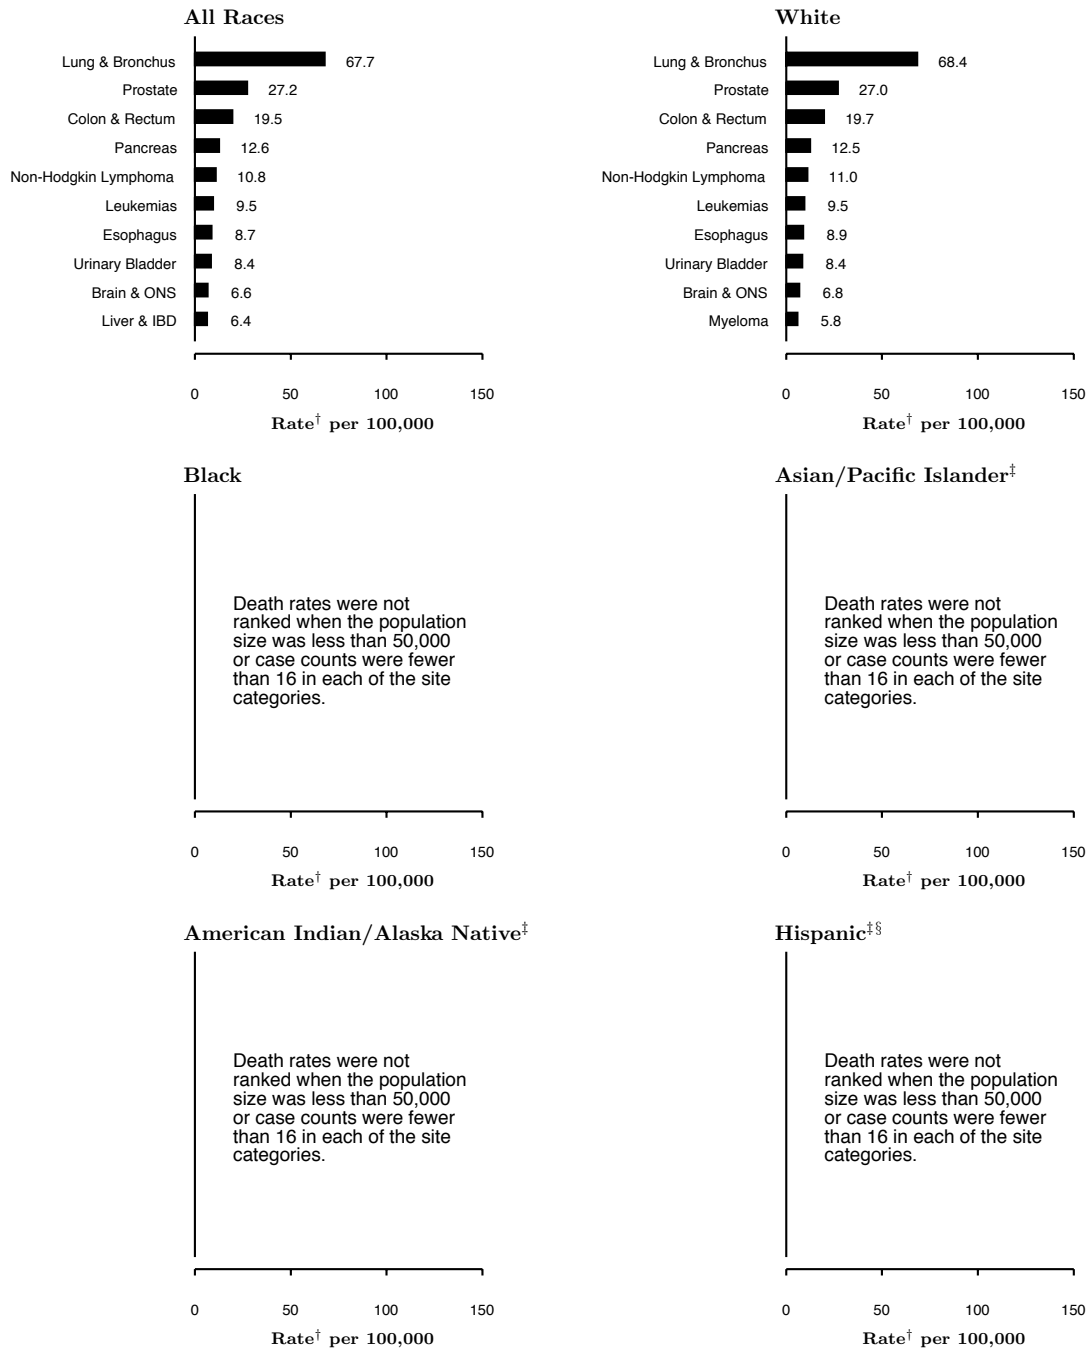 All Races
Lung & Bronchus 67.7
Prostate 27.2
Colon & Rectum 19.5
Pancreas 12.6
Non-Hodgkin Lymphoma 10.8
Leukemias 9.5
Esophagus 8.7
Urinary Bladder 8.4
Brain & ONS 6.6
Liver & IBD 6.4
0 50 100 150
Rate† per 100,000
White
Lung & Bronchus 68.4
Prostate 27.0
Colon & Rectum 19.7
Pancreas 12.5
Non-Hodgkin Lymphoma 11.0
Leukemias 9.5
Esophagus 8.9
Urinary Bladder 8.4
Brain & ONS 6.8
Myeloma 5.8
0 50 100 150
Rate† per 100,000
Black
Death rates were not
ranked when the population
size was less than 50,000
or case counts were fewer
than 16 in each of the site
categories.
0 50 100 150
Rate† per 100,000
Asian/Pacific Islander‡
Death rates were not
ranked when the population
size was less than 50,000
or case counts were fewer
than 16 in each of the site
categories.
0 50 100 150
Rate† per 100,000
American Indian/Alaska Native‡
Death rates were not
ranked when the population
size was less than 50,000
or case counts were fewer
than 16 in each of the site
categories.
0 50 100 150
Rate† per 100,000
Hispanic‡§
Death rates were not
ranked when the population
size was less than 50,000
or case counts were fewer
than 16 in each of the site
categories.
0 50 100 150
Rate† per 100,000